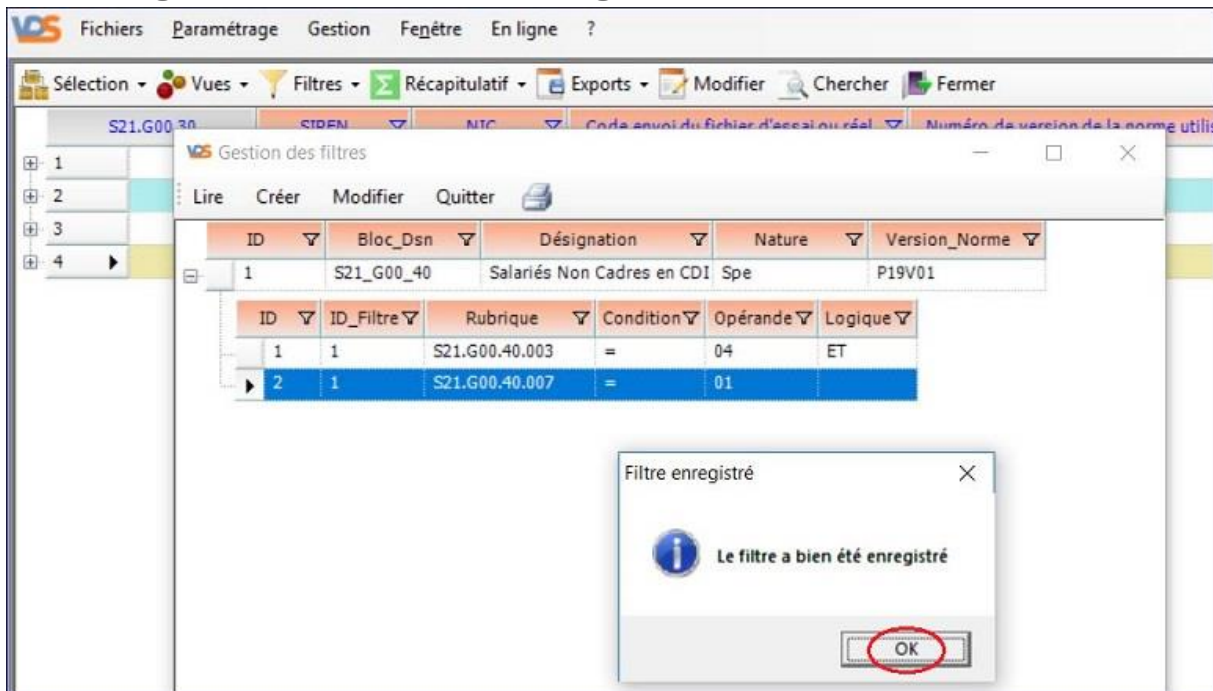 VDS Fichiers Paramétrage Gestion Fenêtre En ligne ?
Sélection Vues Filtres Récapitulatif Exports Modifier Chercher Fermer
S21.G00.30 SIREN NIC Code envoi du fichier d'essai ou réel Numéro de version de la norme utilis
1
2
3
4
VDS Gestion des filtres
Lire Créer Modifier Quitter
ID Bloc_Dsn Désignation Nature Version_Norme
1 S21_G00_40 Salariés Non Cadres en CDI Spe P19V01
ID ID_Filtre Rubrique Condition Opérande Logique
1 1 S21.G00.40.003 = 04 ET
2 1 S21.G00.40.007 = 01
Filtre enregistré
Le filtre a bien été enregistré
OK